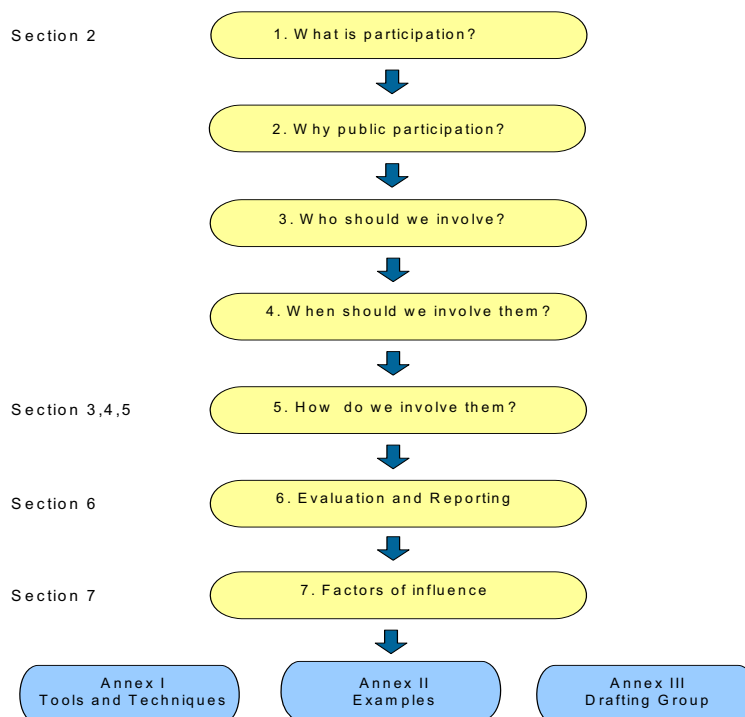 Section 2
1. What is participation?
2. Why public participation?
3. Who should we involve?
4. When should we involve them?
Section 3,4,5
5. How do we involve them?
Section 6
6. Evaluation and Reporting
Section 7
7. Factors of influence
Annex I
Tools and Techniques
Annex II
Examples
Annex III
Drafting Group